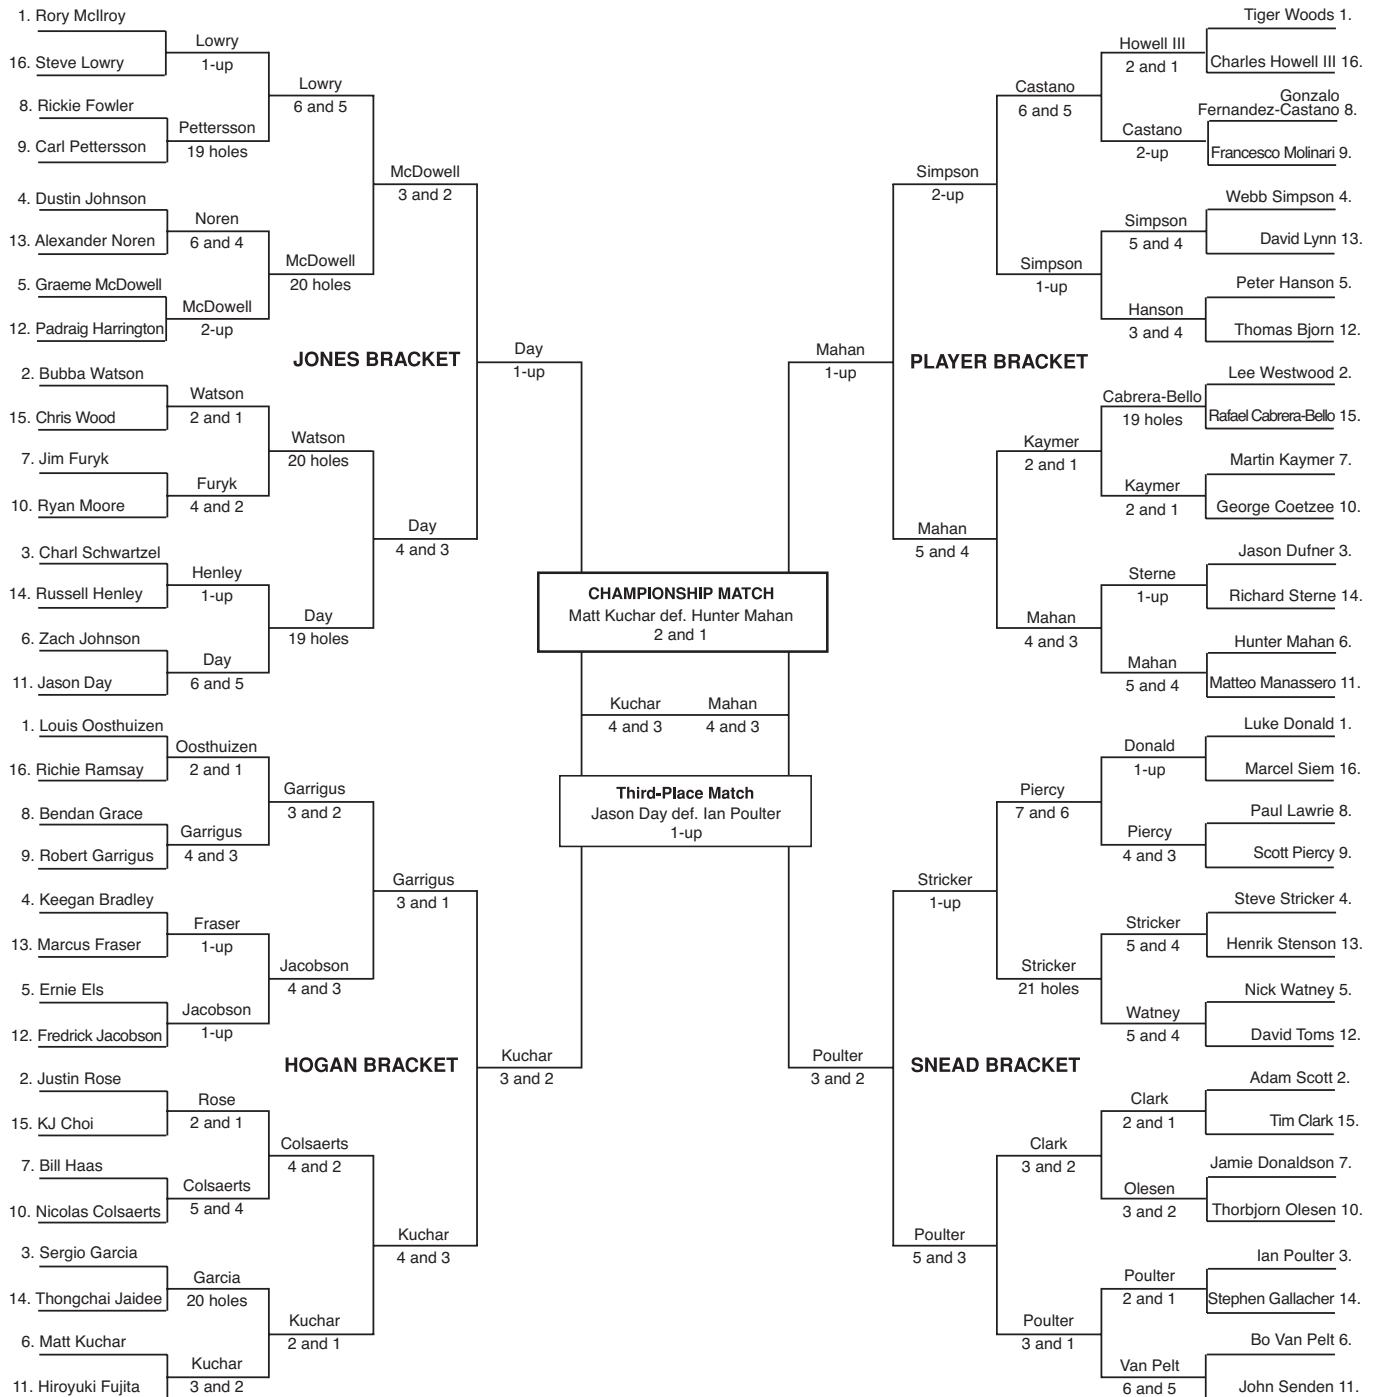 1. Rory McIlroy
16. Steve Lowry
8. Rickie Fowler
9. Carl Pettersson
4. Dustin Johnson
13. Alexander Noren
5. Graeme McDowell
12. Padraig Harrington
2. Bubba Watson
15. Chris Wood
7. Jim Furyk
10. Ryan Moore
3. Charl Schwartzel
14. Russell Henley
6. Zach Johnson
11. Jason Day
Lowry
1-up
Pettersson
19 holes
Noren
6 and 4
McDowell
2-up
Watson
2 and 1
Furyk
4 and 2
Henley
1-up
Day
6 and 5
Lowry
6 and 5
McDowell
20 holes
Watson
20 holes
Day
19 holes
McDowell
3 and 2
Day
4 and 3
JONES BRACKET
Day
1-up
1. Louis Oosthuizen
16. Richie Ramsay
8. Bendan Grace
9. Robert Garrigus
4. Keegan Bradley
13. Marcus Fraser
5. Ernie Els
12. Fredrick Jacobson
2. Justin Rose
15. KJ Choi
7. Bill Haas
10. Nicolas Colsaerts
3. Sergio Garcia
14. Thongchai Jaidee
6. Matt Kuchar
11. Hiroyuki Fujita
Oosthuizen
2 and 1
Garrigus
4 and 3
Fraser
1-up
Jacobson
1-up
Rose
2 and 1
Colsaerts
5 and 4
Garcia
20 holes
Kuchar
3 and 2
Garrigus
3 and 2
Jacobson
4 and 3
Colsaerts
4 and 2
Kuchar
2 and 1
Garrigus
3 and 1
Kuchar
4 and 3
HOGAN BRACKET
Kuchar
3 and 2
CHAMPIONSHIP MATCH
Matt Kuchar def. Hunter Mahan
2 and 1
Kuchar
4 and 3
Mahan
4 and 3
Third-Place Match
Jason Day def. Ian Poulter
1-up
Mahan
1-up
PLAYER BRACKET
Simpson
2-up
Mahan
5 and 4
Castano
6 and 5
Simpson
1-up
Kaymer
2 and 1
Mahan
4 and 3
Howell III
2 and 1
Castano
2-up
Simpson
5 and 4
Hanson
3 and 4
Cabrera-Bello
19 holes
Kaymer
2 and 1
Sterne
1-up
Mahan
5 and 4
Tiger Woods 1.
Charles Howell III 16.
Gonzalo
Fernandez-Castano 8.
Francesco Molinari 9.
Webb Simpson 4.
David Lynn 13.
Peter Hanson 5.
Thomas Bjorn 12.
Lee Westwood 2.
Rafael Cabrera-Bello 15.
Martin Kaymer 7.
George Coetzee 10.
Jason Dufner 3.
Richard Sterne 14.
Hunter Mahan 6.
Matteo Manassero 11.
Poulter
3 and 2
SNEAD BRACKET
Stricker
1-up
Poulter
5 and 3
Piercy
7 and 6
Stricker
21 holes
Clark
3 and 2
Poulter
3 and 1
Donald
1-up
Piercy
4 and 3
Stricker
5 and 4
Watney
5 and 4
Clark
2 and 1
Olesen
3 and 2
Poulter
2 and 1
Van Pelt
6 and 5
Luke Donald 1.
Marcel Siem 16.
Paul Lawrie 8.
Scott Piercy 9.
Steve Stricker 4.
Henrik Stenson 13.
Nick Watney 5.
David Toms 12.
Adam Scott 2.
Tim Clark 15.
Jamie Donaldson 7.
Thorbjorn Olesen 10.
Ian Poulter 3.
Stephen Gallacher 14.
Bo Van Pelt 6.
John Senden 11.